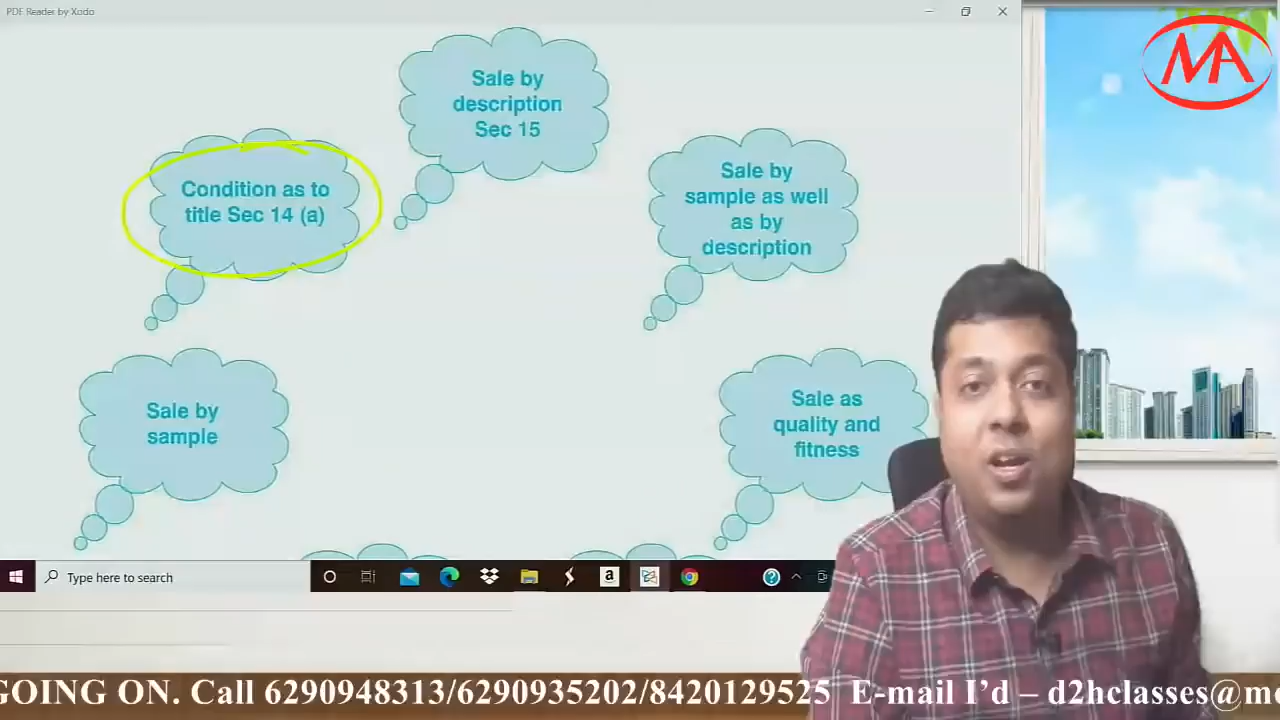 PDF Reader by Xodo
MA
Sale by
description
Sec 15
Condition as to
title Sec 14 (a)
Sale by
sample as well
as by
description
Sale by
sample
Sale as
quality and
fitness
Type here to search
a
GOING ON. Call 6290948313/6290935202/8420129525 E-mail I'd – d2hclasses@m